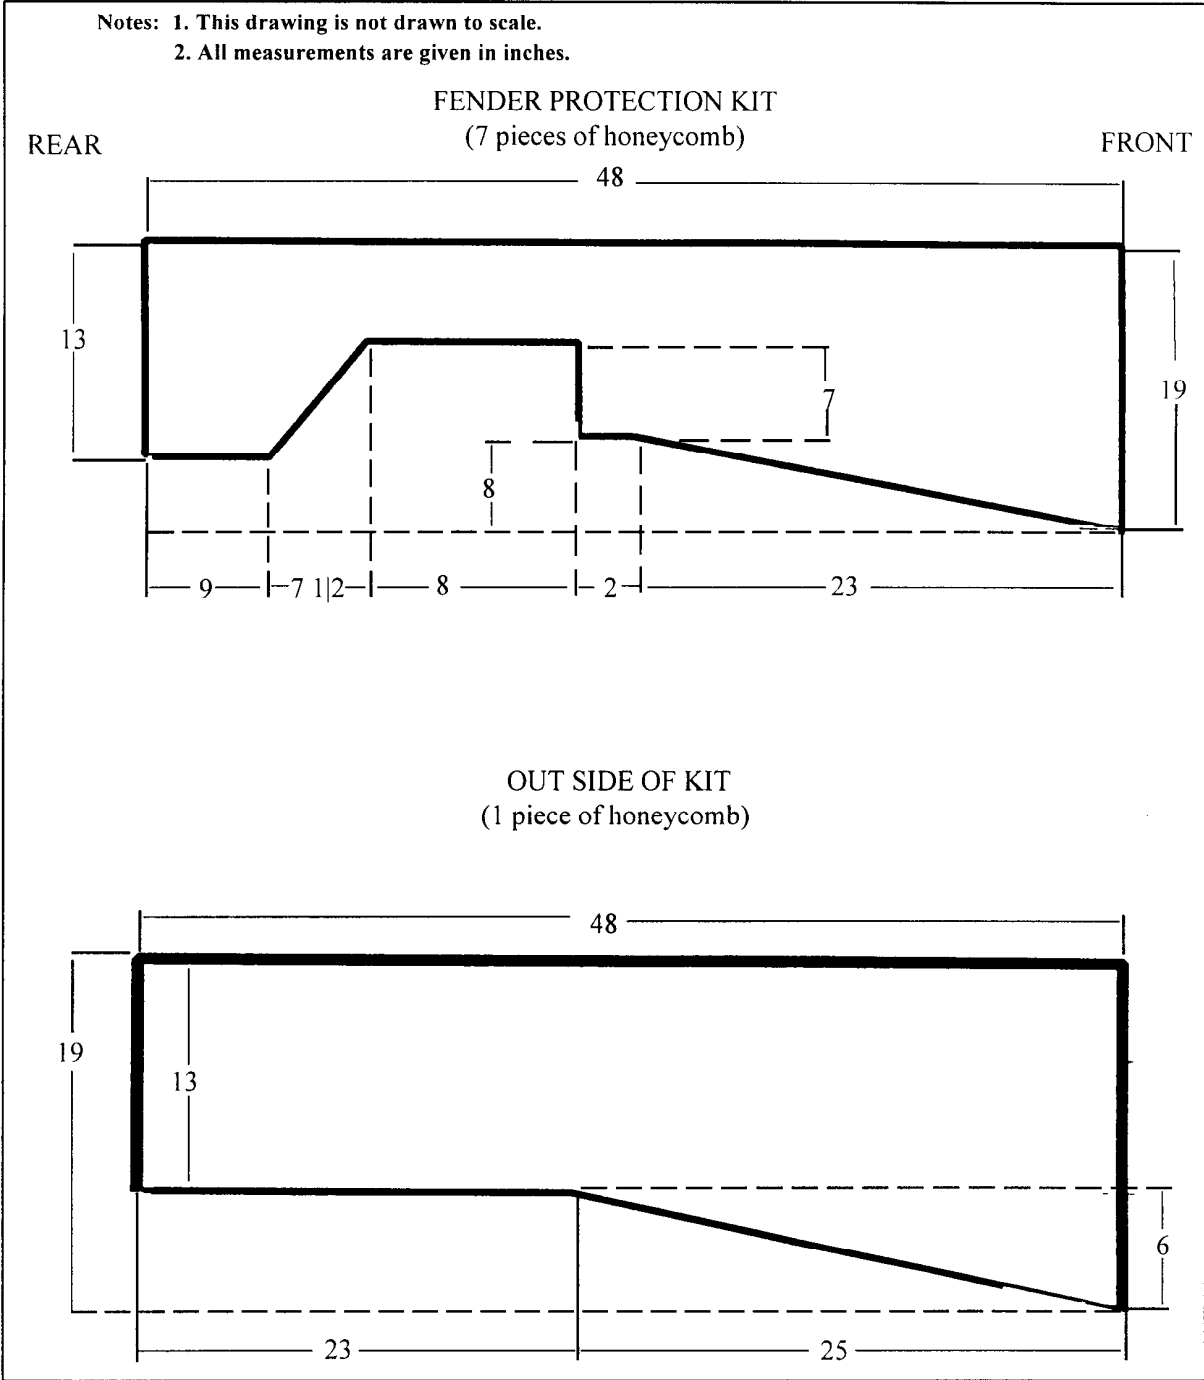 Notes: 1. This drawing is not drawn to scale.
2. All measurements are given in inches.
FENDER PROTECTION KIT
(7 pieces of honeycomb)
REAR
FRONT
48
13
19
7
8
9
7 1|2
8
2
23
OUT SIDE OF KIT
(1 piece of honeycomb)
48
19
13
6
23
25